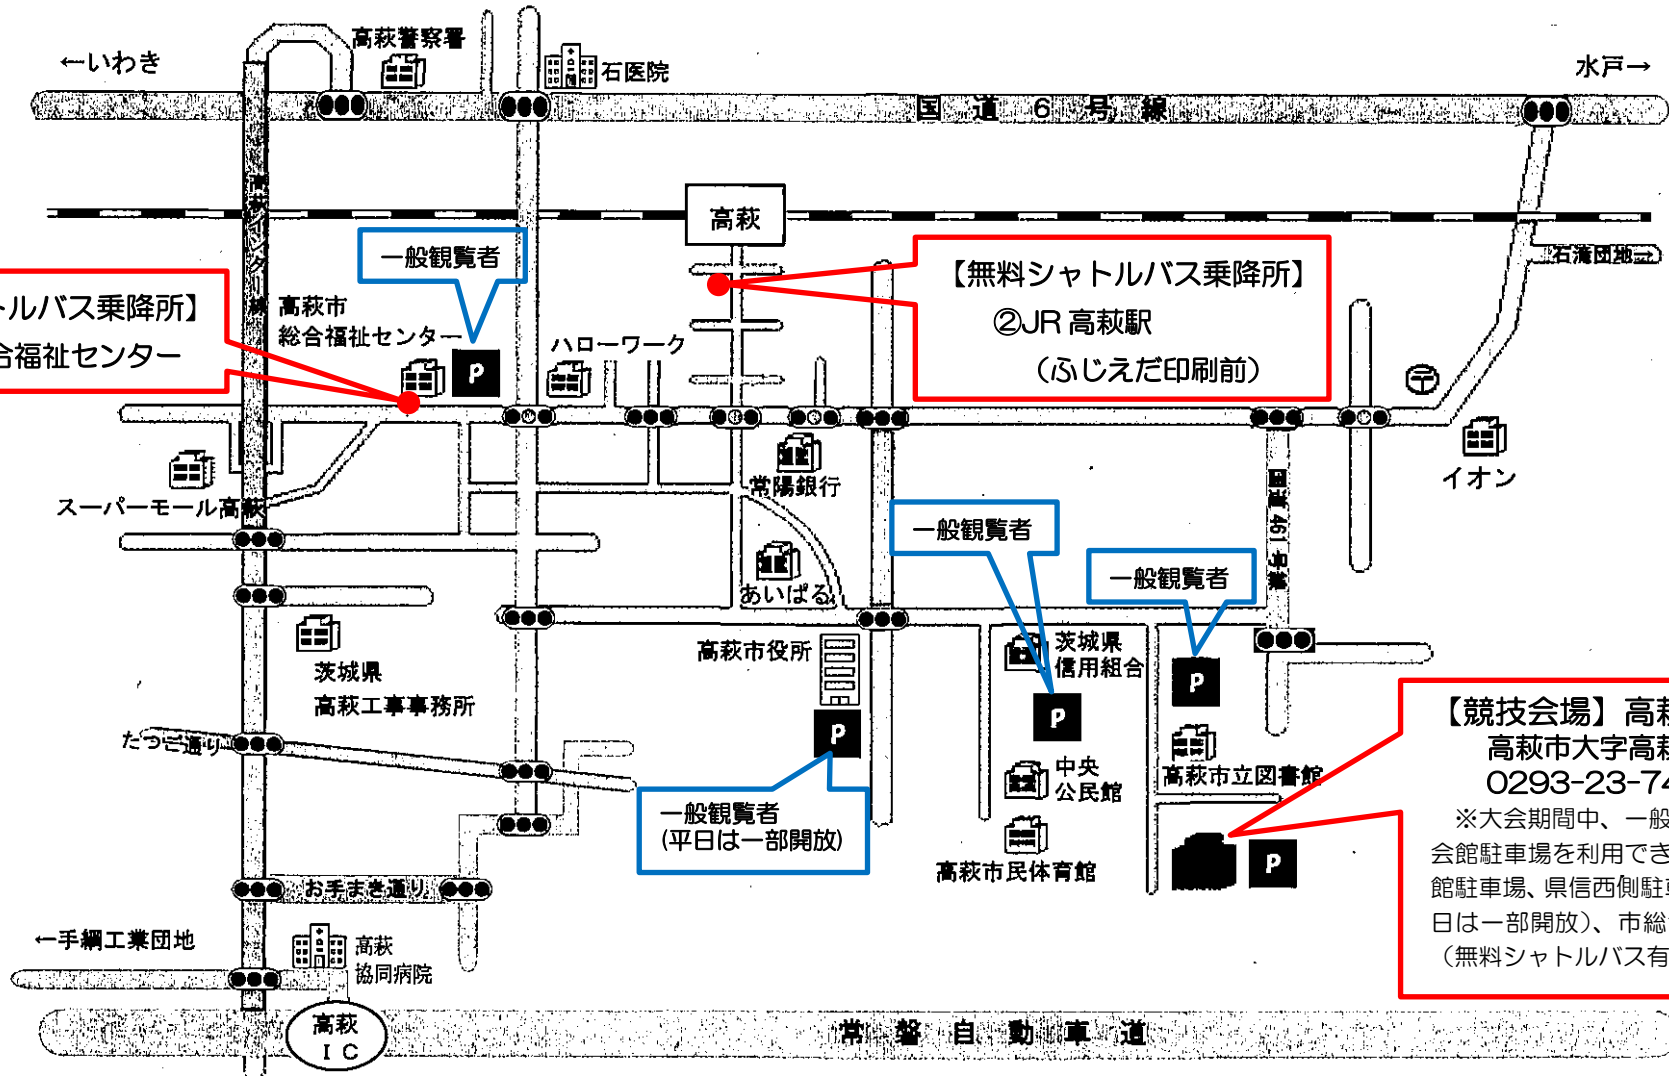 高萩警察署
←いわき
石医院
水戸→
国道6号線
高萩インター線
高萩
一般観覧者
【無料シャトルバス乗降所】
②JR 高萩駅
（ふじえだ印刷前）
石滝団地→
トルバス乗降所】
合福祉センター
高萩市
総合福祉センター
P
ハローワーク
〒
イオン
スーパーモール高萩
常陽銀行
国道461号線
一般観覧者
一般観覧者
あいぱる
茨城県
高萩工事事務所
高萩市役所
P
茨城県
信用組合
P
P
たつご通り
一般観覧者
(平日は一部開放)
中央
公民館
高萩市立図書館
高萩市民体育館
P
【競技会場】高萩
高萩市大字高萩
0293-23-74
※大会期間中、一般
会館駐車場を利用でき
館駐車場、県信西側駐車
日は一部開放）、市総
（無料シャトルバス有
お手まき通り
←手綱工業団地
高萩
協同病院
高萩
IC
常磐自動車道